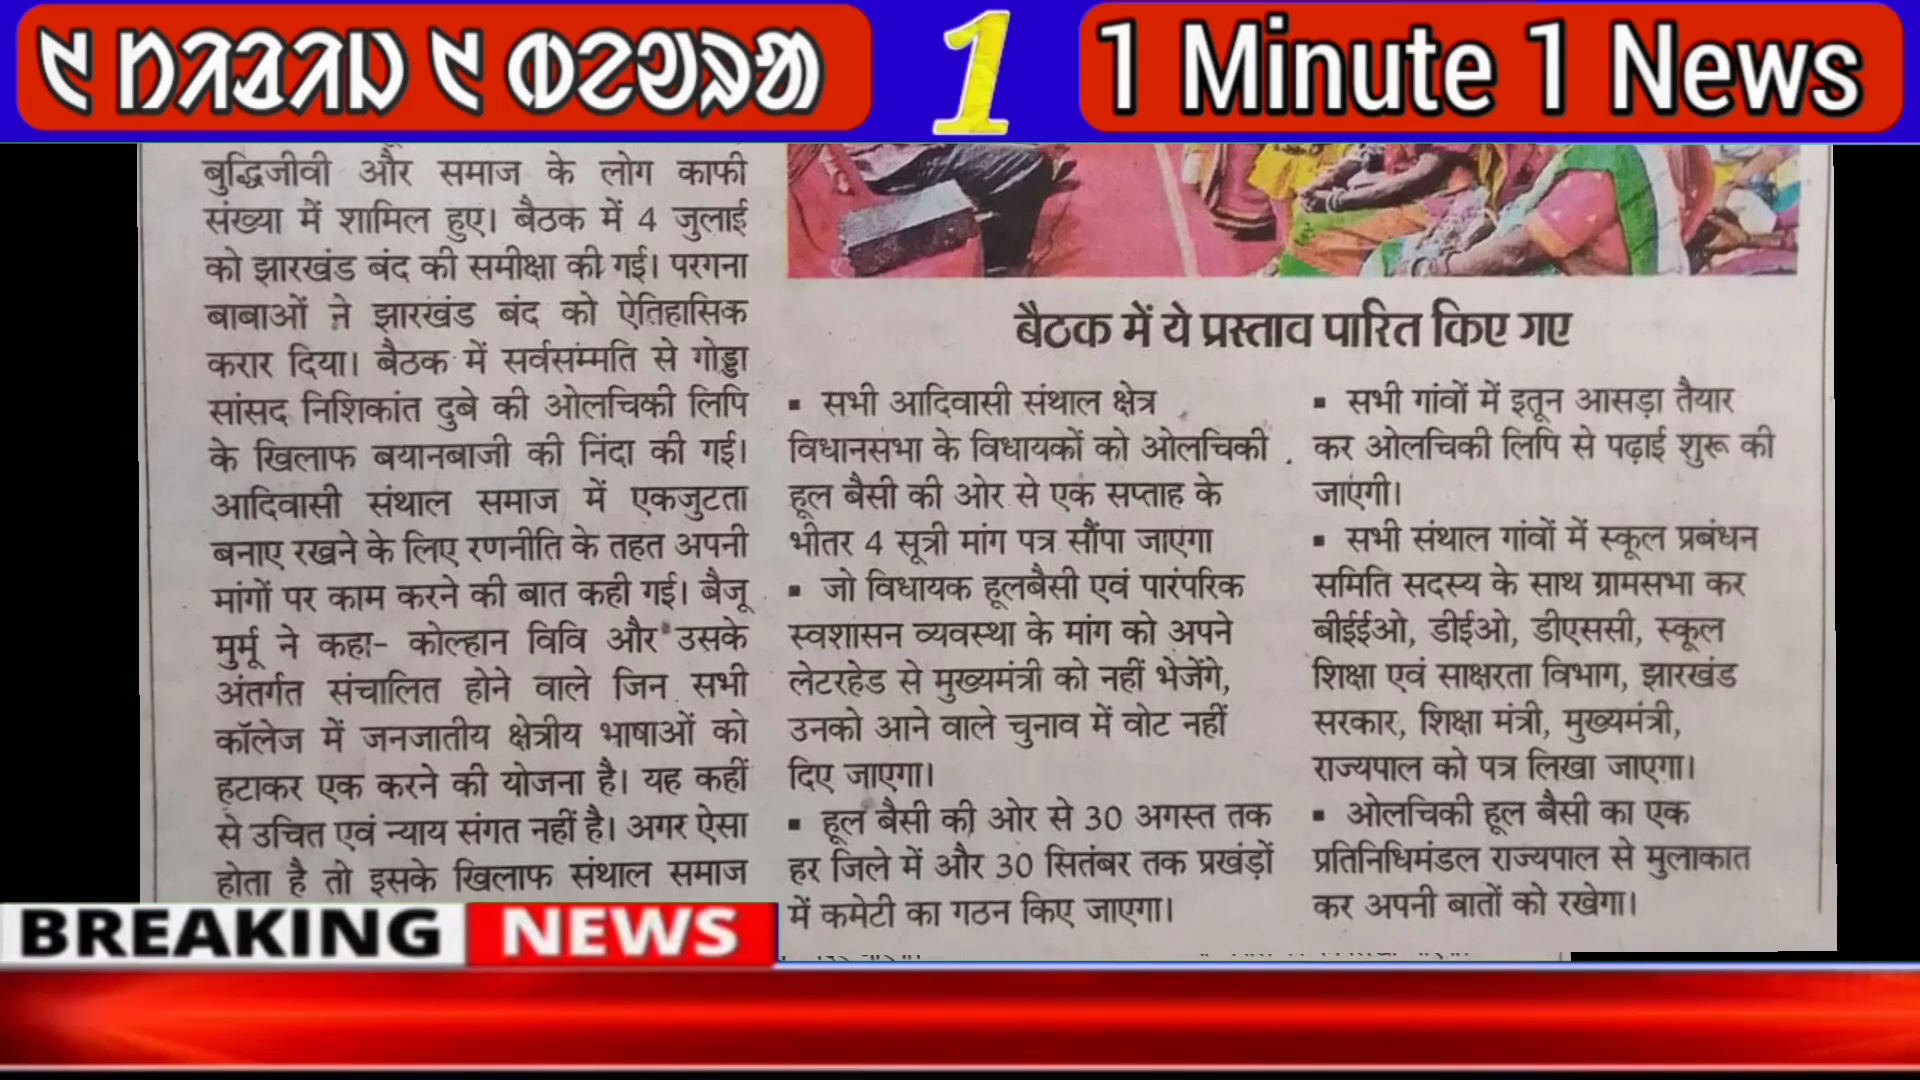 1
1 Minute 1 News
बुद्धिजीवी और समाज के लोग काफी
संख्या में शामिल हुए। बैठक में 4 जुलाई
को झारखंड बंद की समीक्षा की गई। परगना
बाबाओं ने झारखंड बंद को ऐतिहासिक
करार दिया। बैठक में सर्वसंम्मति से गोड्डा
सांसद निशिकांत दुबे की ओलचिकी लिपि
के खिलाफ बयानबाजी की निंदा की गई।
आदिवासी संथाल समाज में एकजुटता
बनाए रखने के लिए रणनीति के तहत अपनी
मांगों पर काम करने की बात कही गई। बैजू
मुर्मू ने कहा- कोल्हान विवि और उसके
अंतर्गत संचालित होने वाले जिन सभी
कॉलेज में जनजातीय क्षेत्रीय भाषाओं को
हटाकर एक करने की योजना है। यह कहीं
से उचित एवं न्याय संगत नहीं है। अगर ऐसा
होता है तो इसके खिलाफ संथाल समाज
बैठक में ये प्रस्ताव पारित किए गए
▪ सभी आदिवासी संथाल क्षेत्र
विधानसभा के विधायकों को ओलचिकी
हूल बैसी की ओर से एक सप्ताह के
भीतर 4 सूत्री मांग पत्र सौंपा जाएगा
▪ जो विधायक हूलबैसी एवं पारंपरिक
स्वशासन व्यवस्था के मांग को अपने
लेटरहेड से मुख्यमंत्री को नहीं भेजेंगे,
उनको आने वाले चुनाव में वोट नहीं
दिए जाएगा।
▪ हूल बैसी की ओर से 30 अगस्त तक
हर जिले में और 30 सितंबर तक प्रखंड़ों
में कमेटी का गठन किए जाएगा।
▪ सभी गांवों में इतून आसड़ा तैयार
कर ओलचिकी लिपि से पढ़ाई शुरू की
जाएंगी।
▪ सभी संथाल गांवों में स्कूल प्रबंधन
समिति सदस्य के साथ ग्रामसभा कर
बीईईओ, डीईओ, डीएससी, स्कूल
शिक्षा एवं साक्षरता विभाग, झारखंड
सरकार, शिक्षा मंत्री, मुख्यमंत्री,
राज्यपाल को पत्र लिखा जाएगा।
▪ ओलचिकी हूल बैसी का एक
प्रतिनिधिमंडल राज्यपाल से मुलाकात
कर अपनी बातों को रखेगा।
BREAKING NEWS